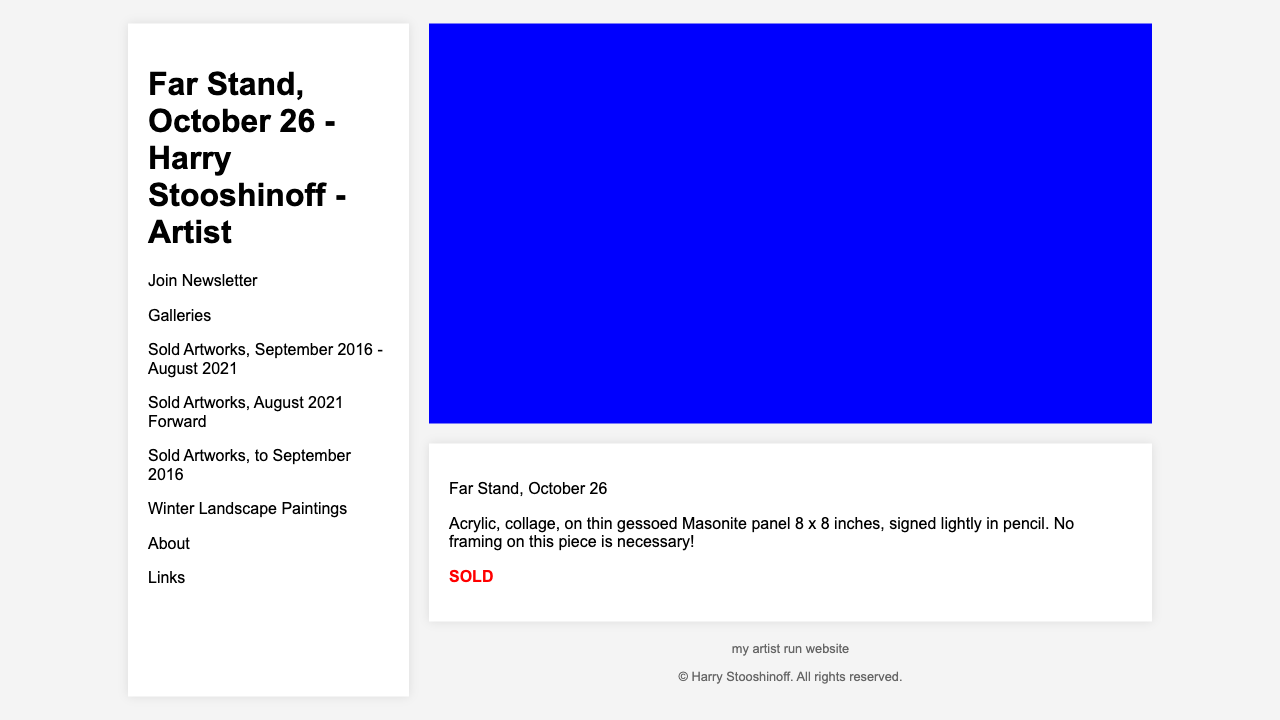 Far Stand,
October 26 -
Harry
Stooshinoff -
Artist
Join Newsletter
Galleries
Sold Artworks, September 2016 -
August 2021
Sold Artworks, August 2021
Forward
Sold Artworks, to September
2016
Winter Landscape Paintings
About
Links
Far Stand, October 26
Acrylic, collage, on thin gessoed Masonite panel 8 x 8 inches, signed lightly in pencil. No
framing on this piece is necessary!
SOLD
my artist run website
© Harry Stooshinoff. All rights reserved.